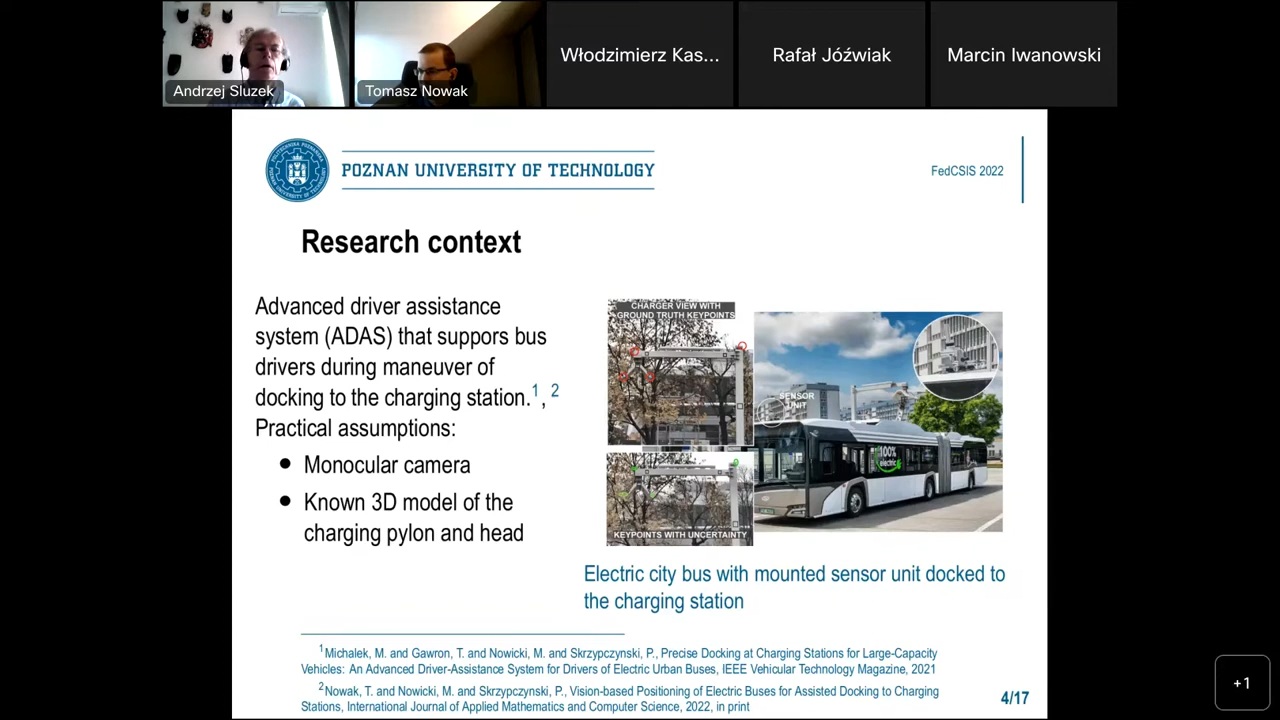 Andrzej Sluzek
Tomasz Nowak
Włodzimierz Kas...
Rafał Jóźwiak
Marcin Iwanowski
POZNAN UNIVERSITY OF TECHNOLOGY
FedCSIS 2022
Research context
Advanced driver assistance
system (ADAS) that suppors bus
drivers during maneuver of
docking to the charging station.1, 2
Practical assumptions:
● Monocular camera
● Known 3D model of the
charging pylon and head
CHARGER VIEW WITH
GROUND TRUTH KEYPOINTS
KEYPOINTS WITH UNCERTAINTY
SENSOR
UNIT
100%
electric
Electric city bus with mounted sensor unit docked to
the charging station
1Michalek, M. and Gawron, T. and Nowicki, M. and Skrzypczynski, P., Precise Docking at Charging Stations for Large-Capacity
Vehicles: An Advanced Driver-Assistance System for Drivers of Electric Urban Buses, IEEE Vehicular Technology Magazine, 2021
2Nowak, T. and Nowicki, M. and Skrzypczynski, P., Vision-based Positioning of Electric Buses for Assisted Docking to Charging
Stations, International Journal of Applied Mathematics and Computer Science, 2022, in print
4/17
+1